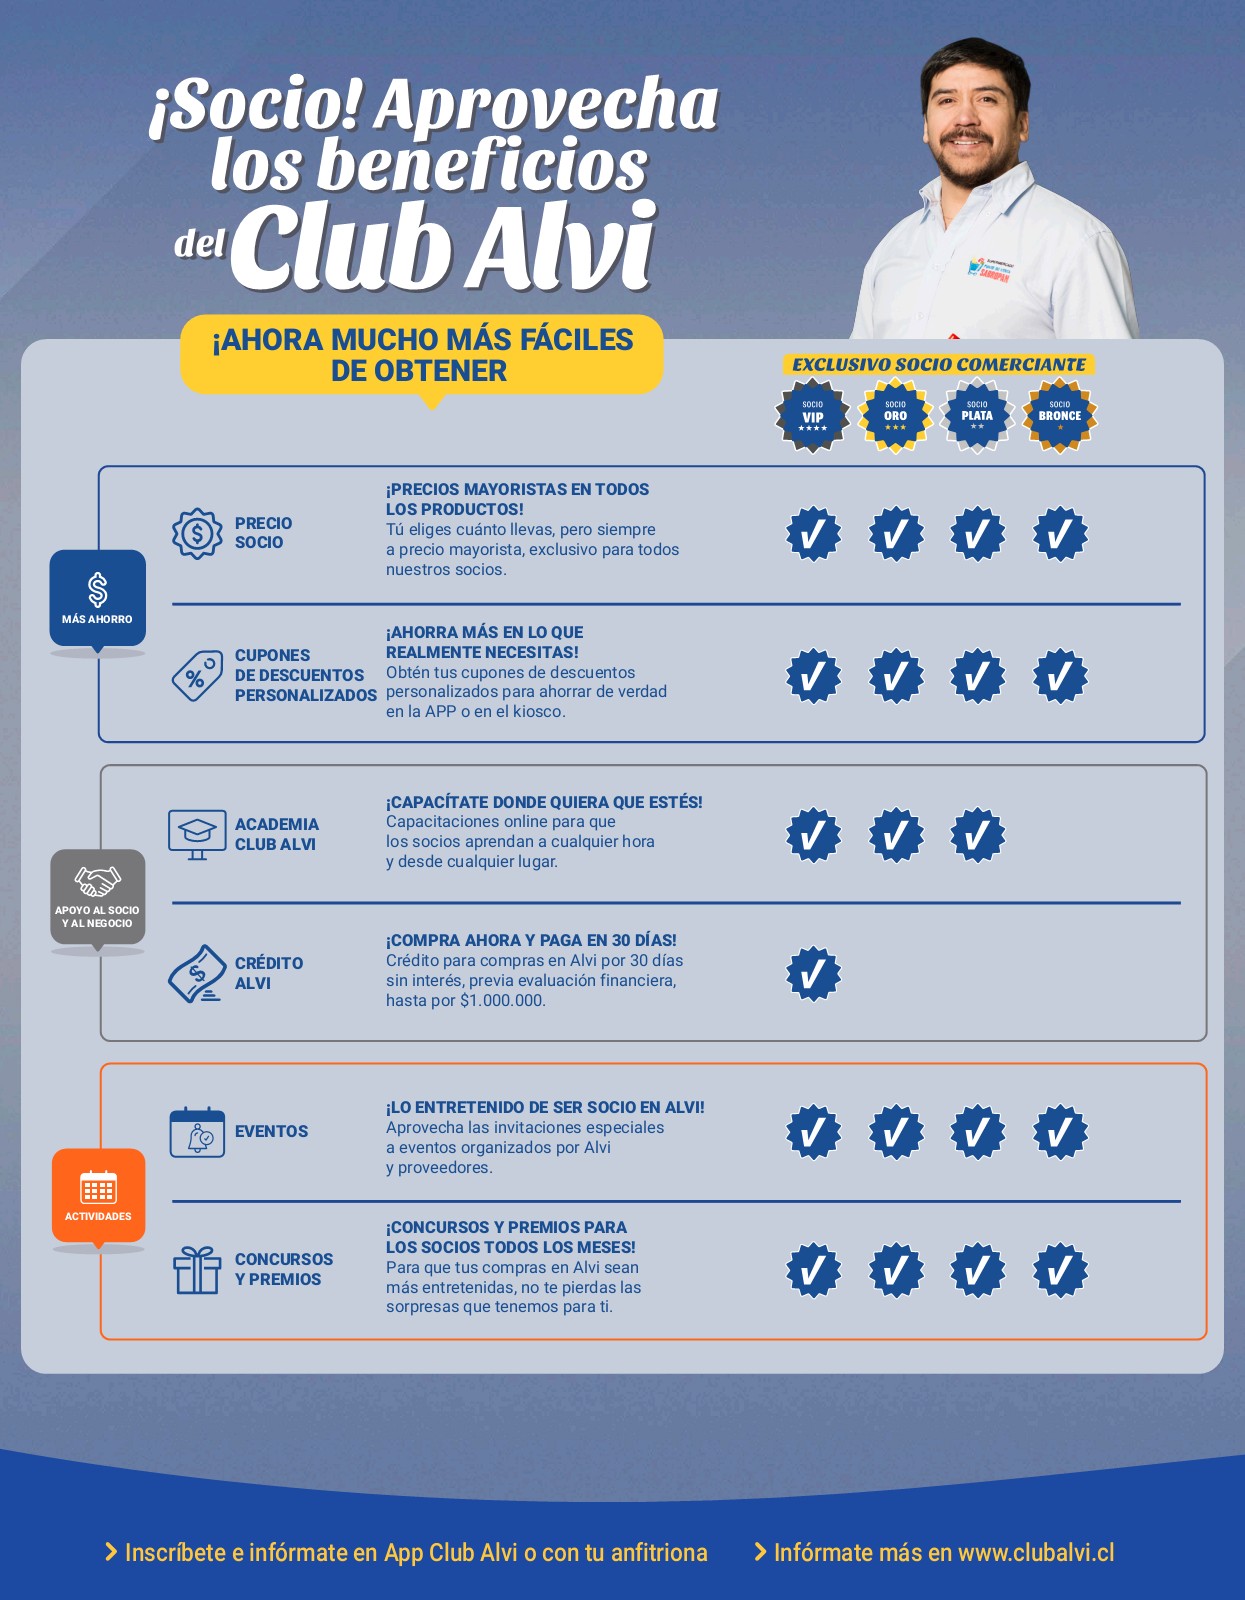 ¡Socio! Aprovecha
los beneficios
del Club Alvi
SUPERMERCADO
SABROPAN
¡AHORA MUCHO MÁS FÁCILES
DE OBTENER
EXCLUSIVO SOCIO COMERCIANTE
SOCIO VIP
SOCIO ORO
SOCIO PLATA
SOCIO BRONCE
MÁS AHORRO
PRECIO
SOCIO
¡PRECIOS MAYORISTAS EN TODOS
LOS PRODUCTOS!
Tú eliges cuánto llevas, pero siempre
a precio mayorista, exclusivo para todos
nuestros socios.
CUPONES
DE DESCUENTOS
PERSONALIZADOS
¡AHORRA MÁS EN LO QUE
REALMENTE NECESITAS!
Obtén tus cupones de descuentos
personalizados para ahorrar de verdad
en la APP o en el kiosco.
APOYO AL SOCIO
Y AL NEGOCIO
ACADEMIA
CLUB ALVI
¡CAPACÍTATE DONDE QUIERA QUE ESTÉS!
Capacitaciones online para que
los socios aprendan a cualquier hora
y desde cualquier lugar.
CRÉDITO
ALVI
¡COMPRA AHORA Y PAGA EN 30 DÍAS!
Crédito para compras en Alvi por 30 días
sin interés, previa evaluación financiera,
hasta por $1.000.000.
ACTIVIDADES
EVENTOS
¡LO ENTRETENIDO DE SER SOCIO EN ALVI!
Aprovecha las invitaciones especiales
a eventos organizados por Alvi
y proveedores.
CONCURSOS
Y PREMIOS
¡CONCURSOS Y PREMIOS PARA
LOS SOCIOS TODOS LOS MESES!
Para que tus compras en Alvi sean
más entretenidas, no te pierdas las
sorpresas que tenemos para ti.
Inscríbete e infórmate en App Club Alvi o con tu anfitriona
Infórmate más en www.clubalvi.cl